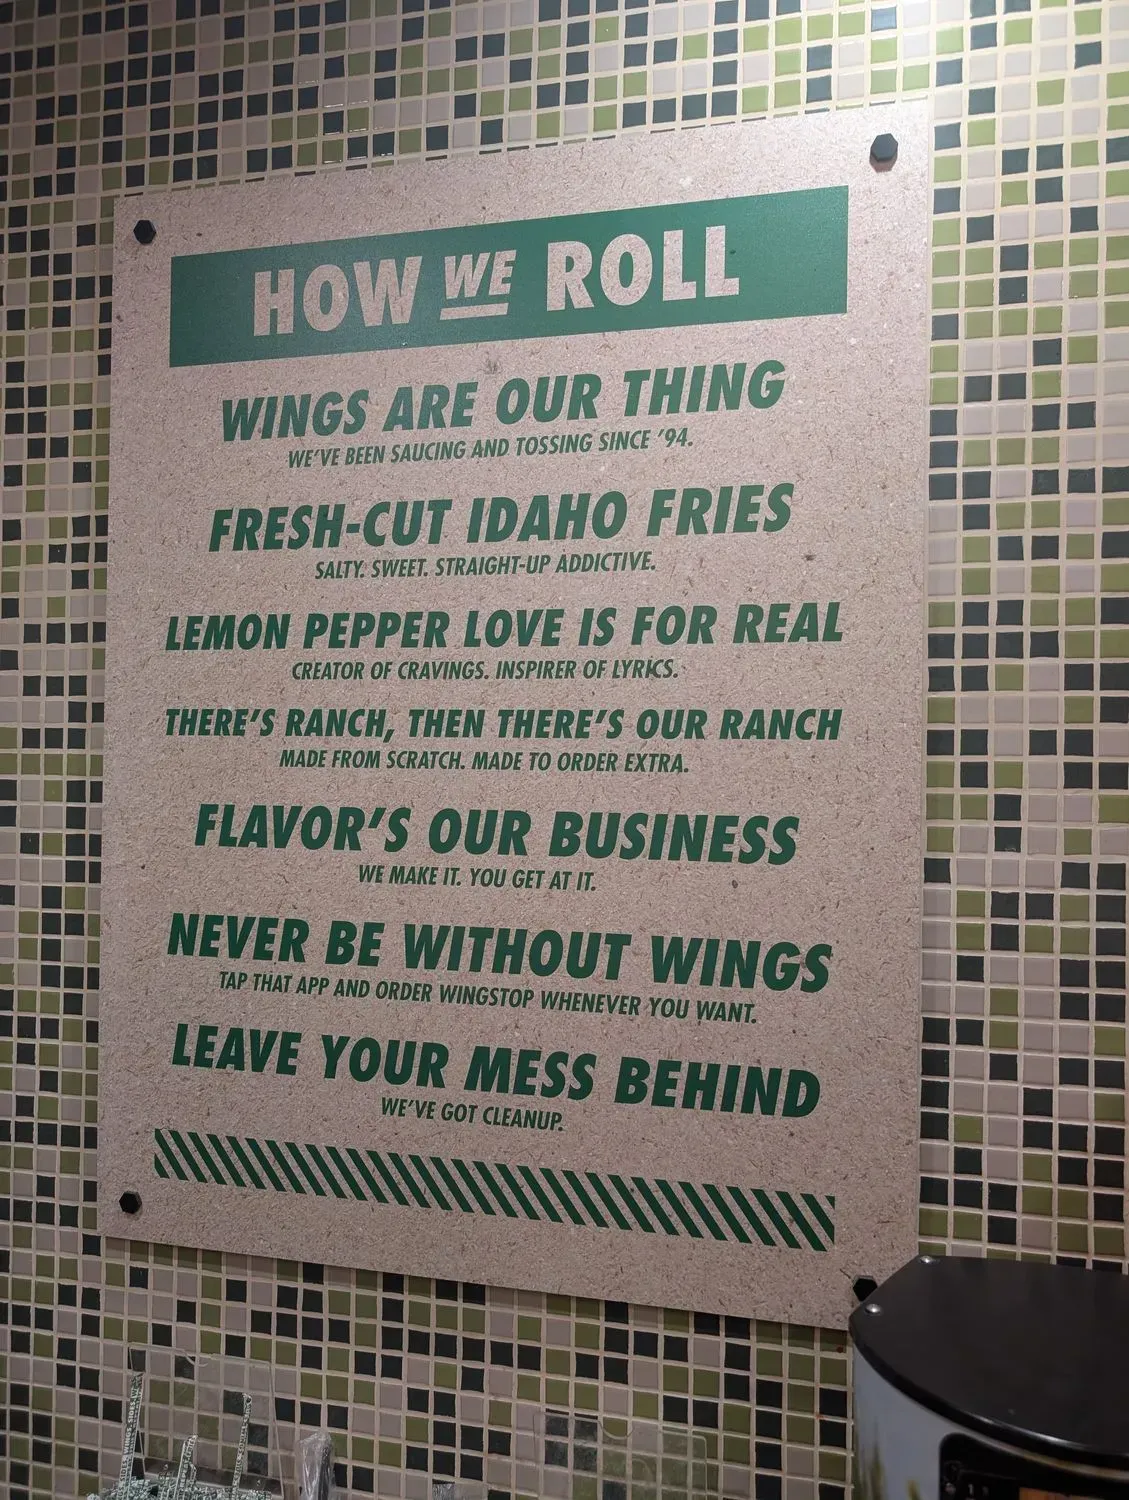 HOW WE ROLL
WINGS ARE OUR THING
WE'VE BEEN SAUCING AND TOSSING SINCE '94.
FRESH-CUT IDAHO FRIES
SALTY. SWEET. STRAIGHT-UP ADDICTIVE.
LEMON PEPPER LOVE IS FOR REAL
CREATOR OF CRAVINGS. INSPIRER OF LYRICS.
THERE'S RANCH, THEN THERE'S OUR RANCH
MADE FROM SCRATCH. MADE TO ORDER EXTRA.
FLAVOR'S OUR BUSINESS
WE MAKE IT. YOU GET AT IT.
NEVER BE WITHOUT WINGS
TAP THAT APP AND ORDER WINGSTOP WHENEVER YOU WANT.
LEAVE YOUR MESS BEHIND
WE'VE GOT CLEANUP.